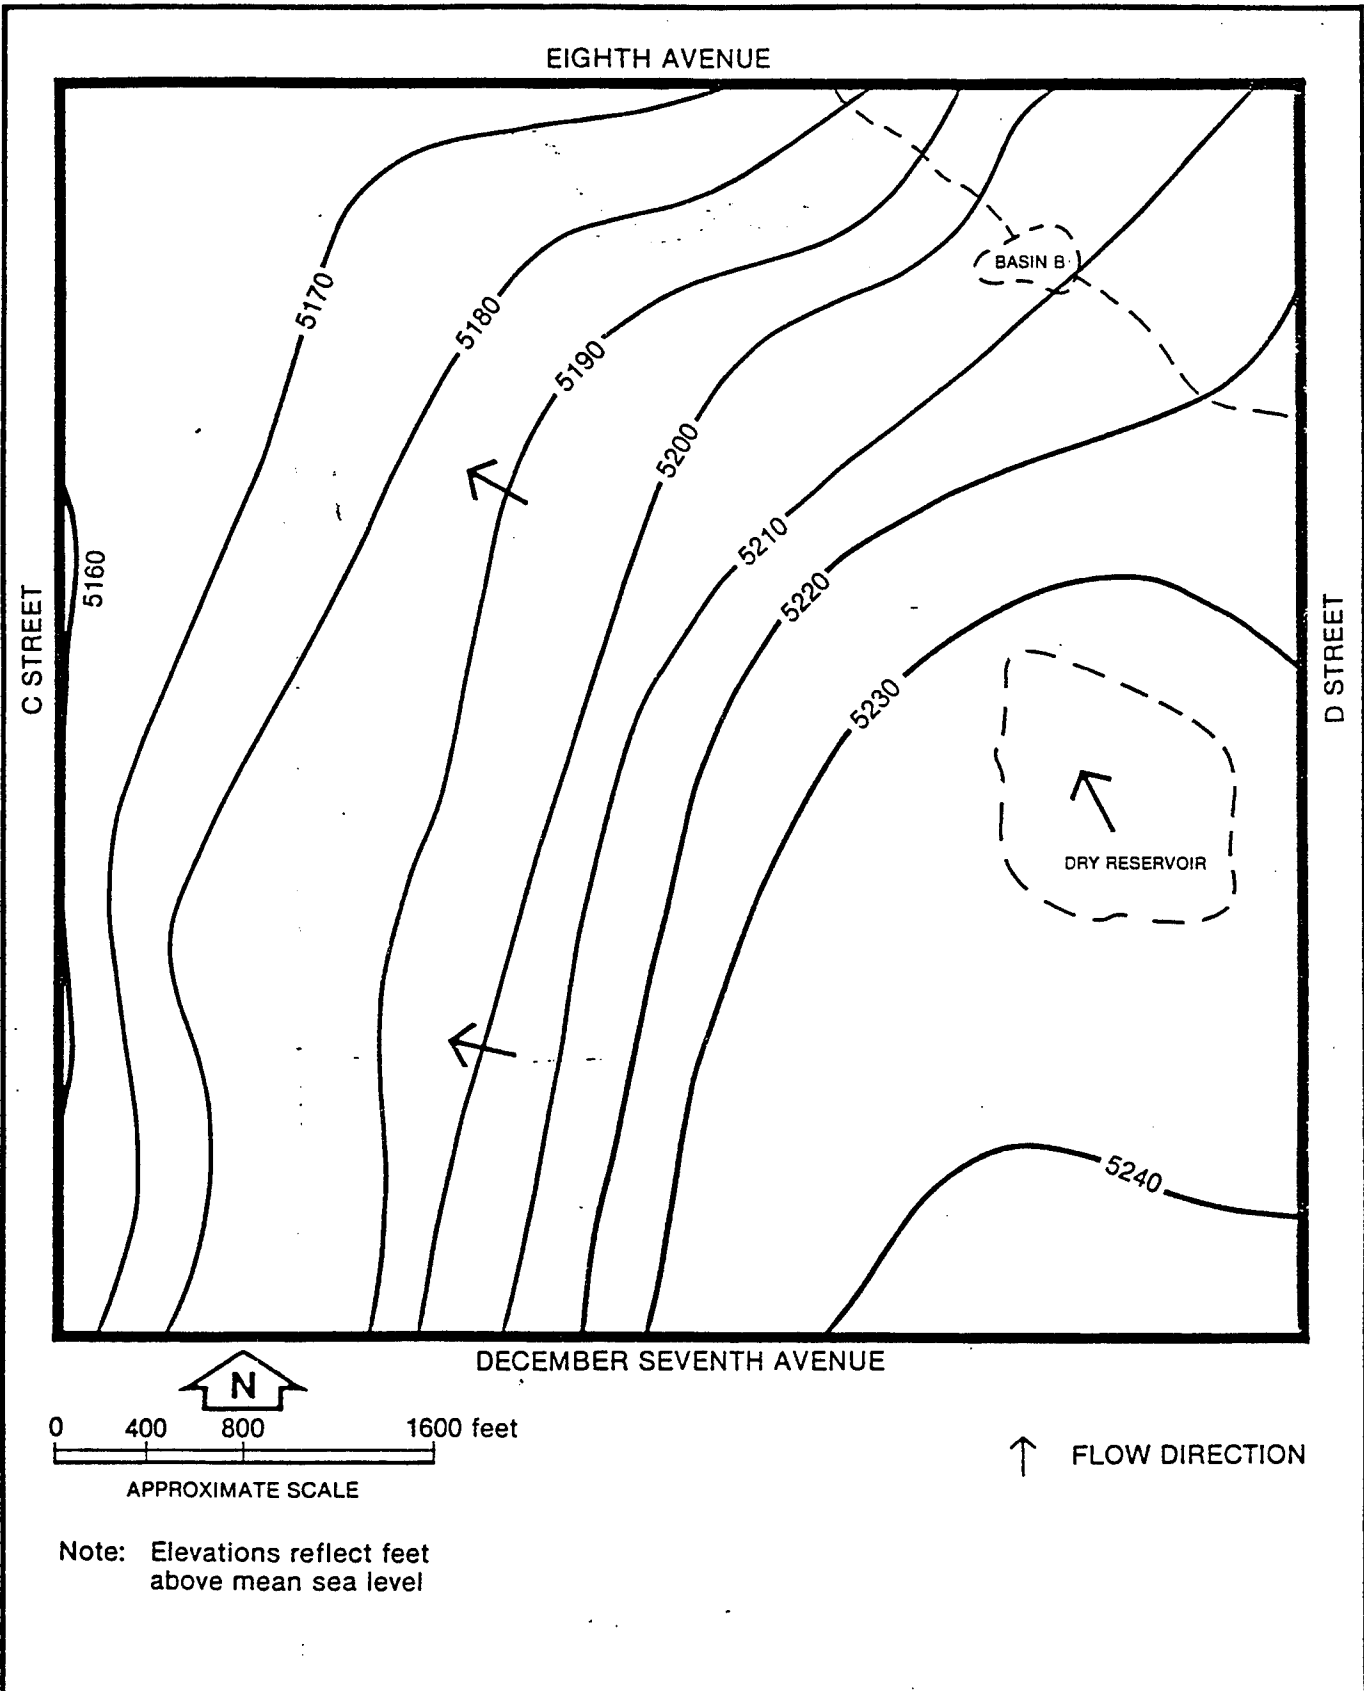 EIGHTH AVENUE
BASIN B
5170
5180
5190
5200
5210
5160
5220
C STREET
D STREET
5230
DRY RESERVOIR
5240
DECEMBER SEVENTH AVENUE
N
0 400 800 1600 feet
APPROXIMATE SCALE
FLOW DIRECTION
Note: Elevations reflect feet
above mean sea level